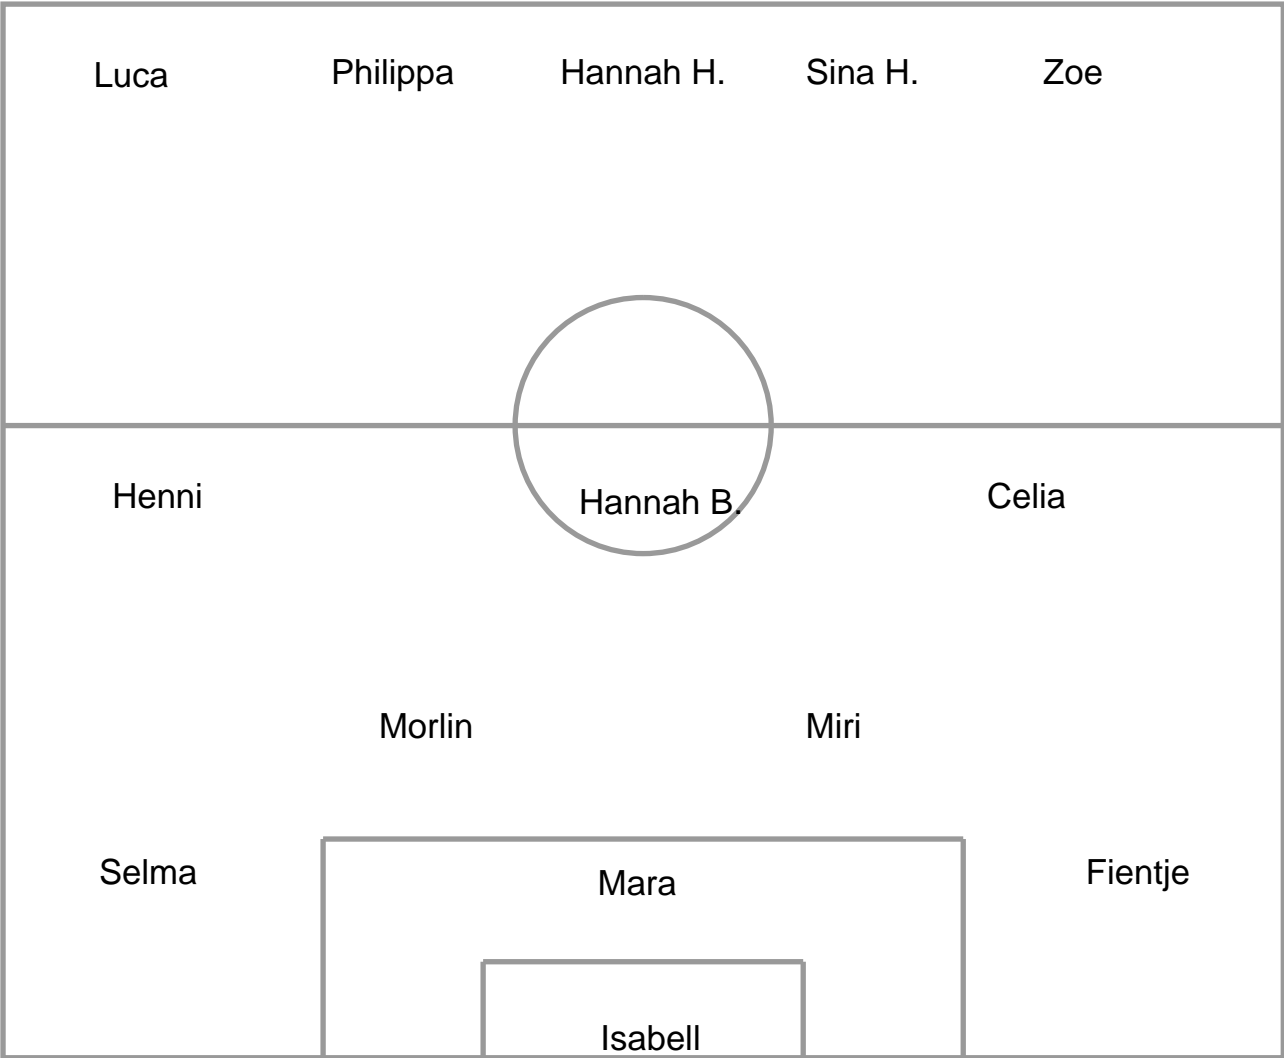 Luca Philippa Hannah H. Sina H. Zoe
Henni Hannah B. Celia
Morlin Miri
Selma Mara Fientje
Isabell